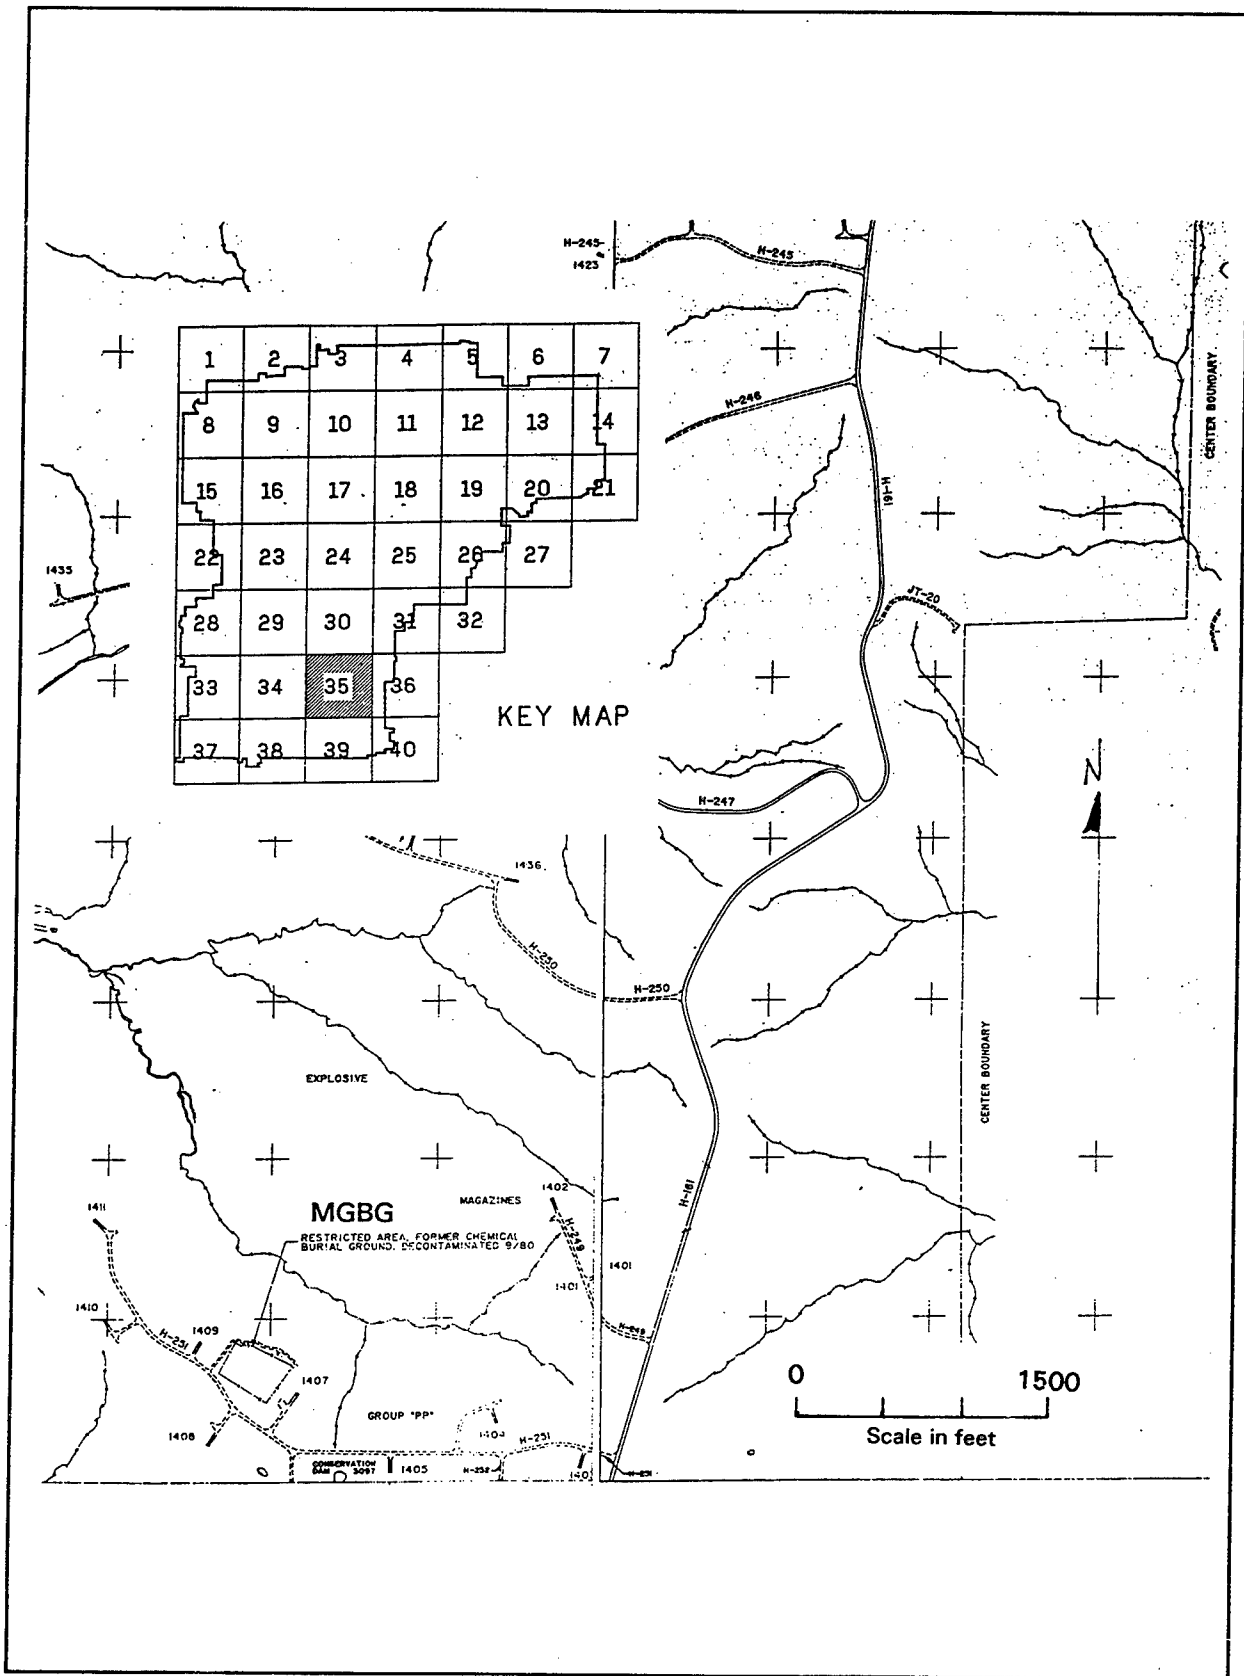 H-245
1423
H-245
1 2 3 4 5 6 7
8 9 10 11 12 13 14
15 16 17 18 19 20 21
22 23 24 25 26 27
28 29 30 31 32
33 34 35 36
37 38 39 40
KEY MAP
CENTER BOUNDARY
H-246
H-161
1435
JT-20
N
H-247
1436
H-250
H-250
CENTER BOUNDARY
EXPLOSIVE
MAGAZINES
1402
1411
MGBG
RESTRICTED AREA, FORMER CHEMICAL
BURIAL GROUND, DECONTAMINATED 9/80
H-249
H-161
1401
1401
1410
1409
H-251
H-249
1407
0 1500
Scale in feet
GROUP "PP"
1404
1408
H-251
CONSERVATION
DAM 3097
1405
H-252
140
H-251